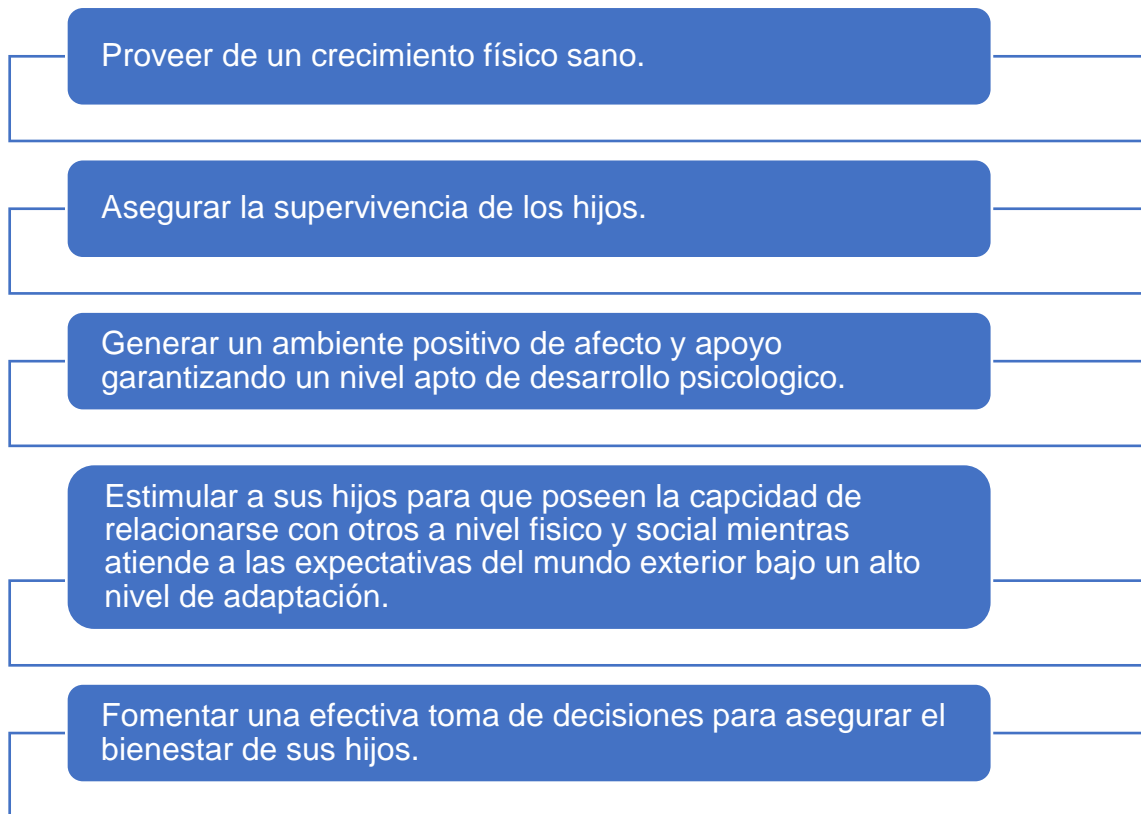 Proveer de un crecimiento físico sano.
Asegurar la supervivencia de los hijos.
Generar un ambiente positivo de afecto y apoyo
garantizando un nivel apto de desarrollo psicologico.
Estimular a sus hijos para que poseen la capcidad de
relacionarse con otros a nivel fisico y social mientras
atiende a las expectativas del mundo exterior bajo un alto
nivel de adaptación.
Fomentar una efectiva toma de decisiones para asegurar el
bienestar de sus hijos.